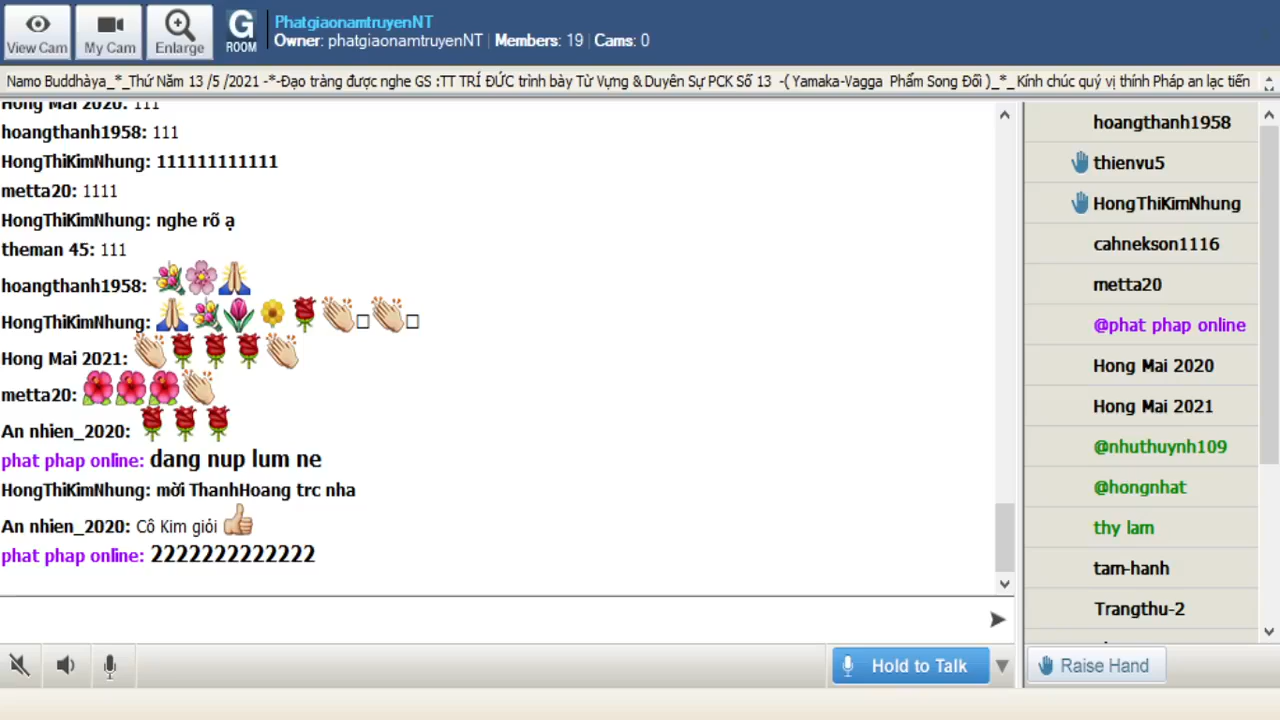 View Cam
My Cam
Enlarge
G
ROOM
PhatgiaonamtruyenNT
Owner: phatgiaonamtruyenNT | Members: 19 | Cams: 0
Namo Buddhàya_*_Thứ Năm 13 /5 /2021 -*-Đạo tràng được nghe GS :TT TRÍ ĐỨC trình bày Từ Vựng & Duyên Sự PCK Số 13 -( Yamaka-Vagga Phẩm Song Đối )_*_ Kính chúc quý vị thính Pháp an lạc tiến
Hong Mai 2020: 111
hoangthanh1958: 111
HongThiKimNhung: 111111111111
metta20: 1111
HongThiKimNhung: nghe rõ ạ
theman 45: 111
hoangthanh1958: 💐🌸🙏
HongThiKimNhung: 🙏💐🌷🌼🌹👏□👏□
Hong Mai 2021: 👏🌹🌹🌹👏
metta20: 🌺🌺🌺👏
An nhien_2020: 🌹🌹🌹
phat phap online: dang nup lum ne
HongThiKimNhung: mời ThanhHoang trc nha
An nhien_2020: Cô Kim giỏi 👍
phat phap online: 2222222222222
Hold to Talk
hoangthanh1958
thienvu5
HongThiKimNhung
cahnekson1116
metta20
@phat phap online
Hong Mai 2020
Hong Mai 2021
@nhuthuynh109
@hongnhat
thy lam
tam-hanh
Trangthu-2
Raise Hand